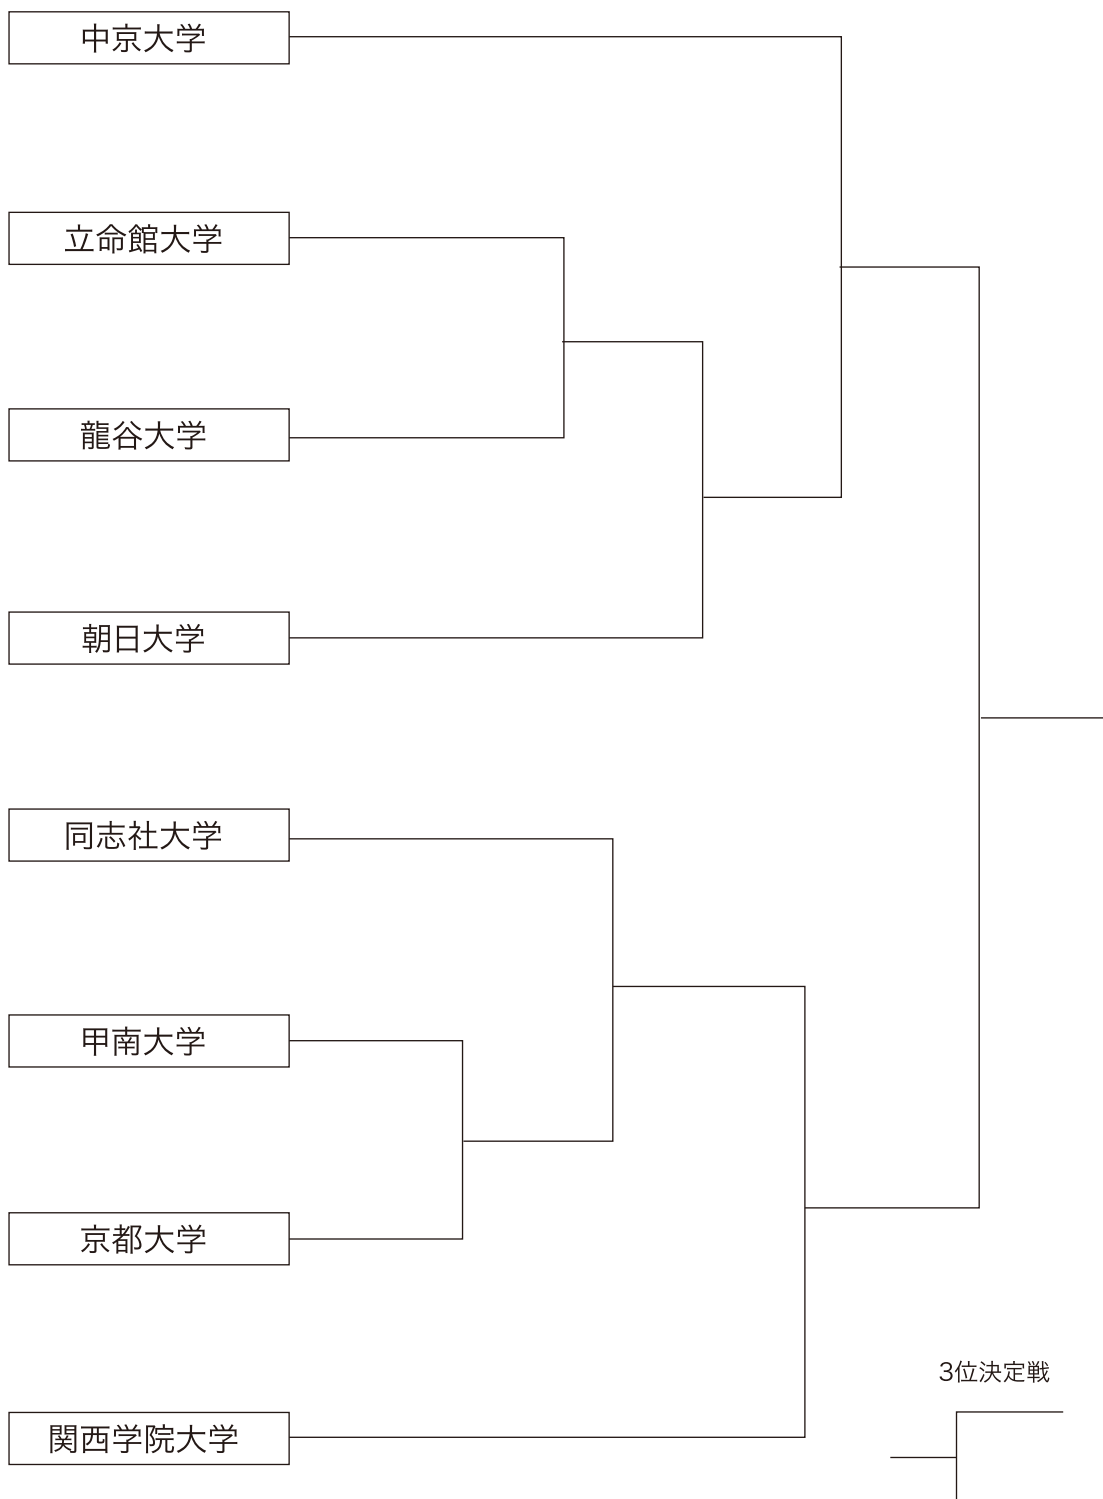 中京大学
立命館大学
龍谷大学
朝日大学
同志社大学
甲南大学
京都大学
関西学院大学
3位決定戦